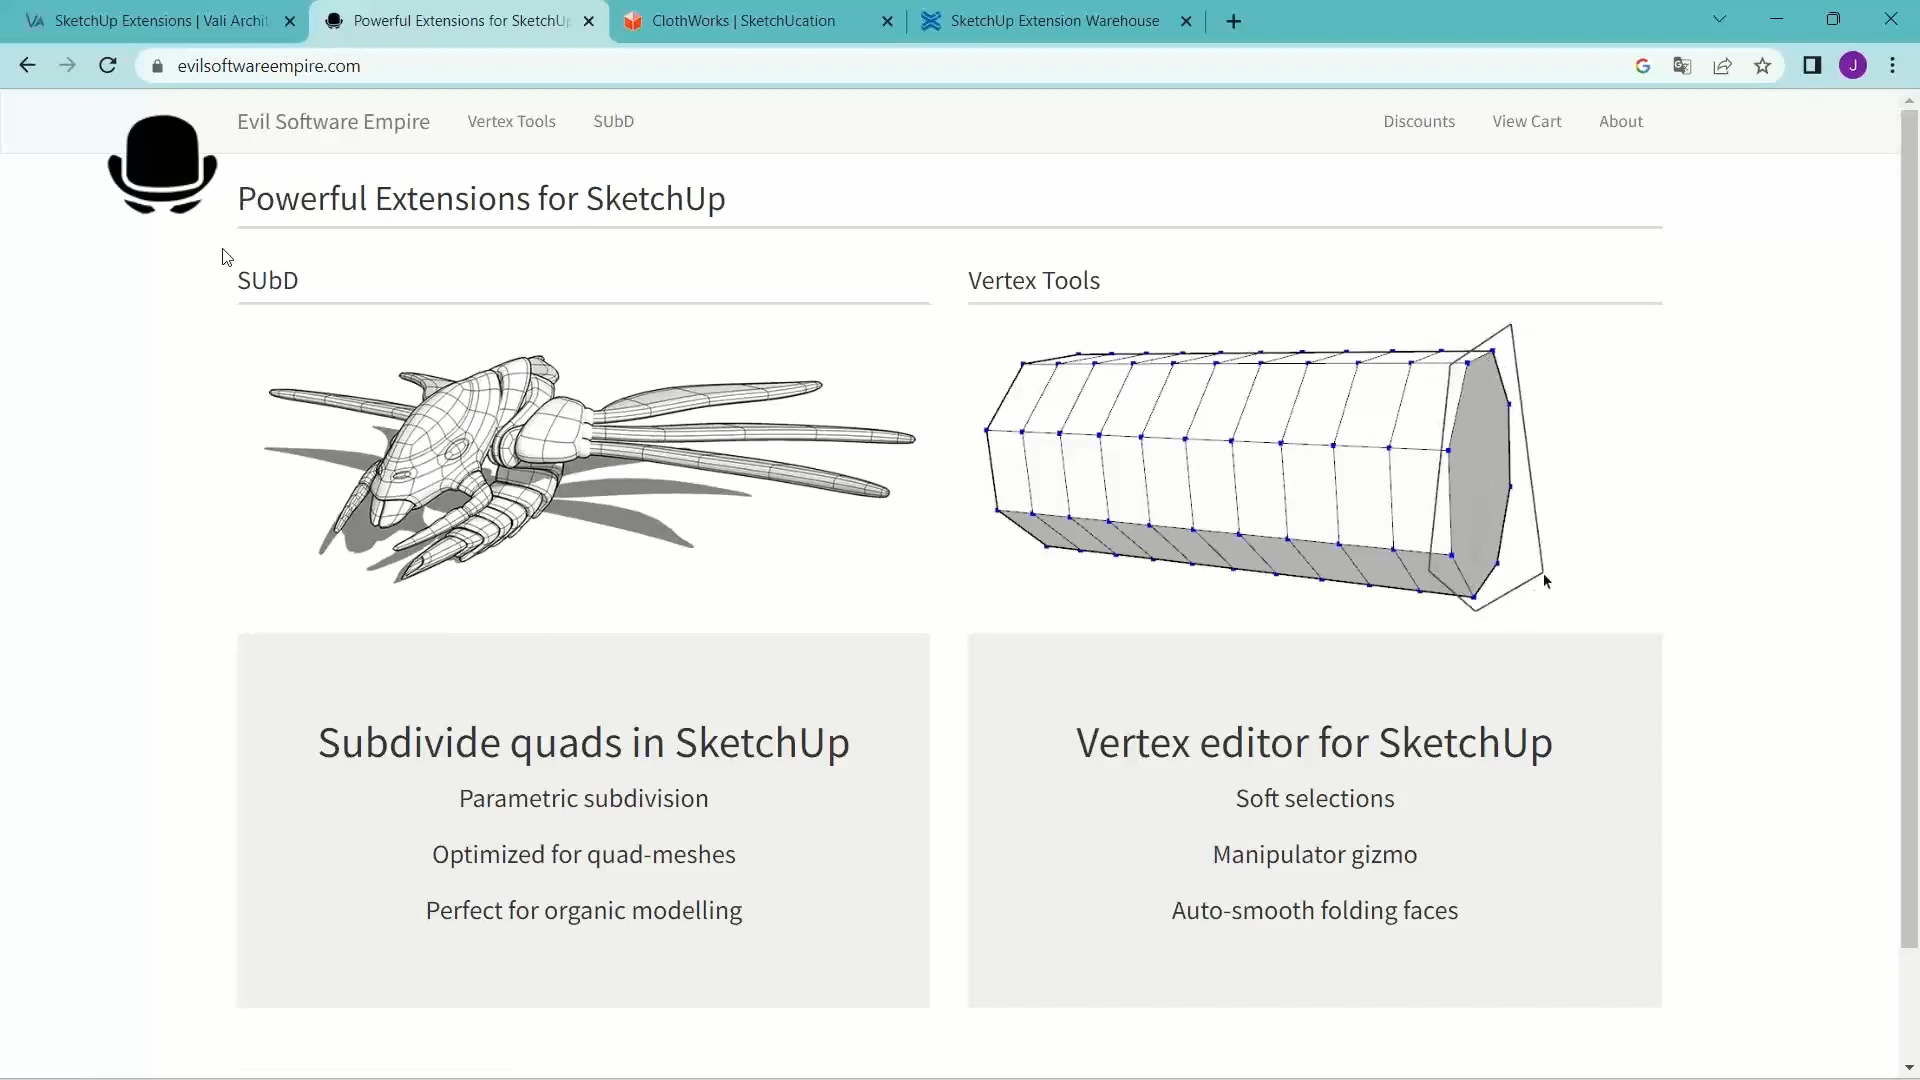 SketchUp Extensions | Vali Archit
Powerful Extensions for SketchUp
ClothWorks | SketchUcation
SketchUp Extension Warehouse
evilsoftwareempire.com
J
Evil Software Empire
Vertex Tools
SUbD
Discounts
View Cart
About
Powerful Extensions for SketchUp
SUbD
Vertex Tools
Subdivide quads in SketchUp
Parametric subdivision
Optimized for quad-meshes
Perfect for organic modelling
Vertex editor for SketchUp
Soft selections
Manipulator gizmo
Auto-smooth folding faces